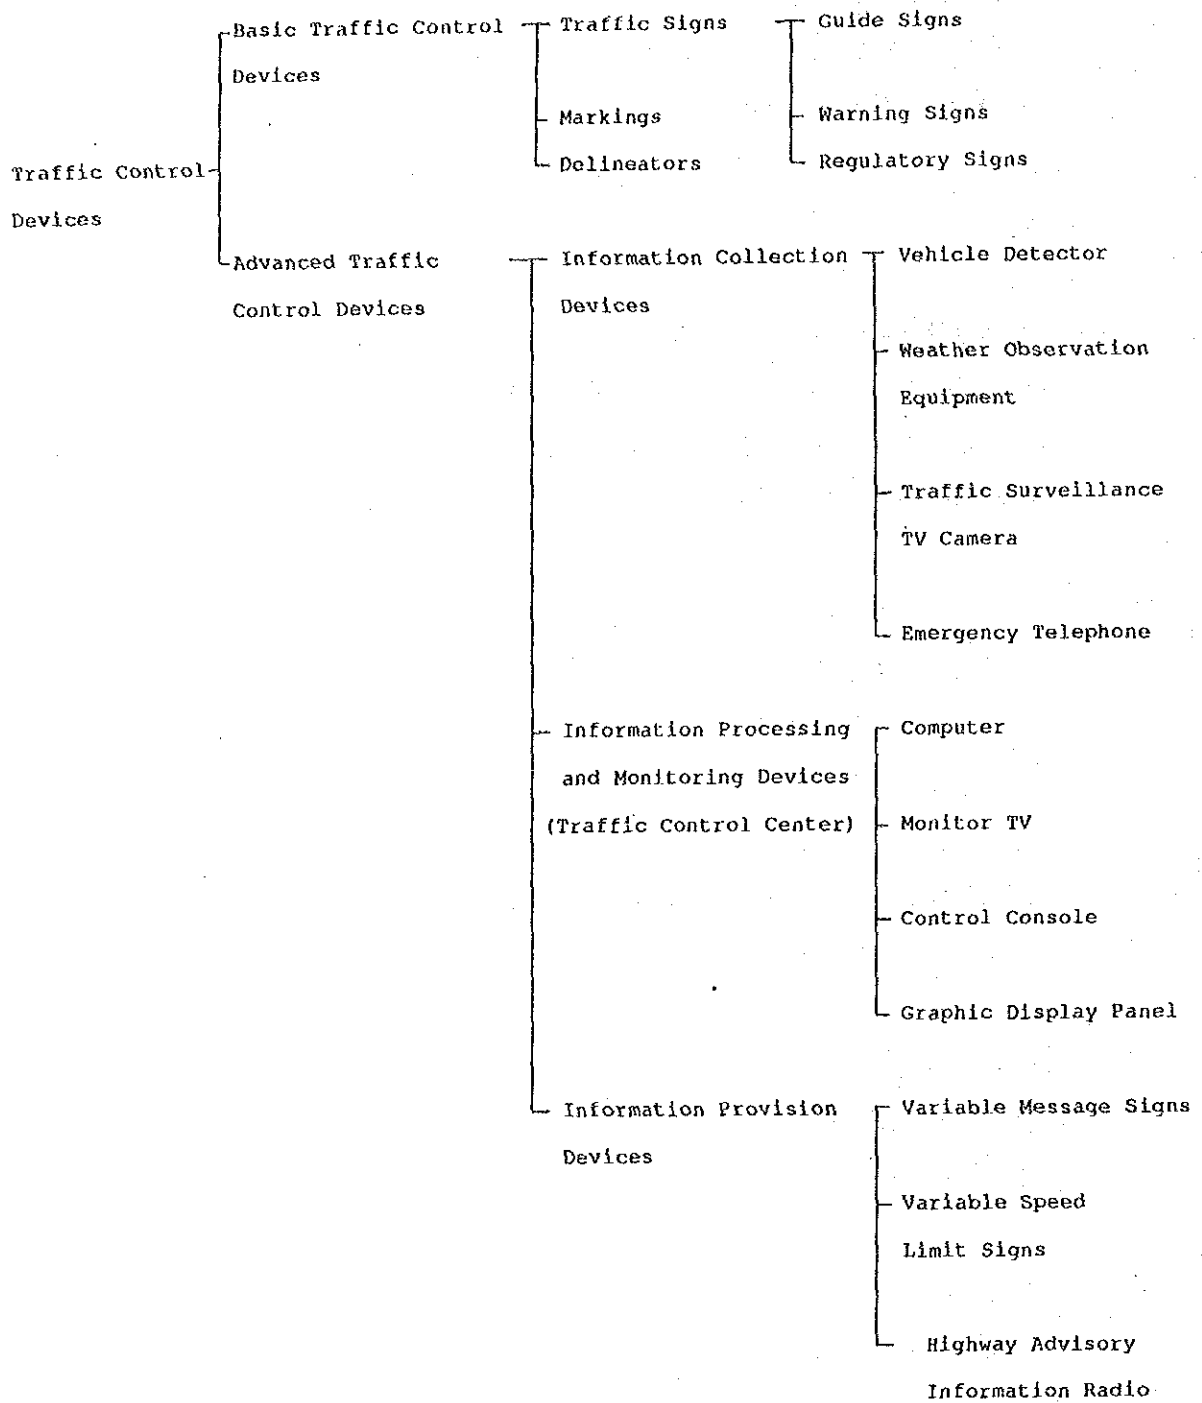 Basic Traffic Control
Devices
Traffic Signs
Guide Signs
Markings
Warning Signs
Delineators
Regulatory Signs
Traffic Control
Devices
Advanced Traffic
Control Devices
Information Collection
Devices
Vehicle Detector
Weather Observation
Equipment
Traffic Surveillance
TV Camera
Emergency Telephone
Information Processing
and Monitoring Devices
(Traffic Control Center)
Computer
Monitor TV
Control Console
Graphic Display Panel
Information Provision
Devices
Variable Message Signs
Variable Speed
Limit Signs
Highway Advisory
Information Radio